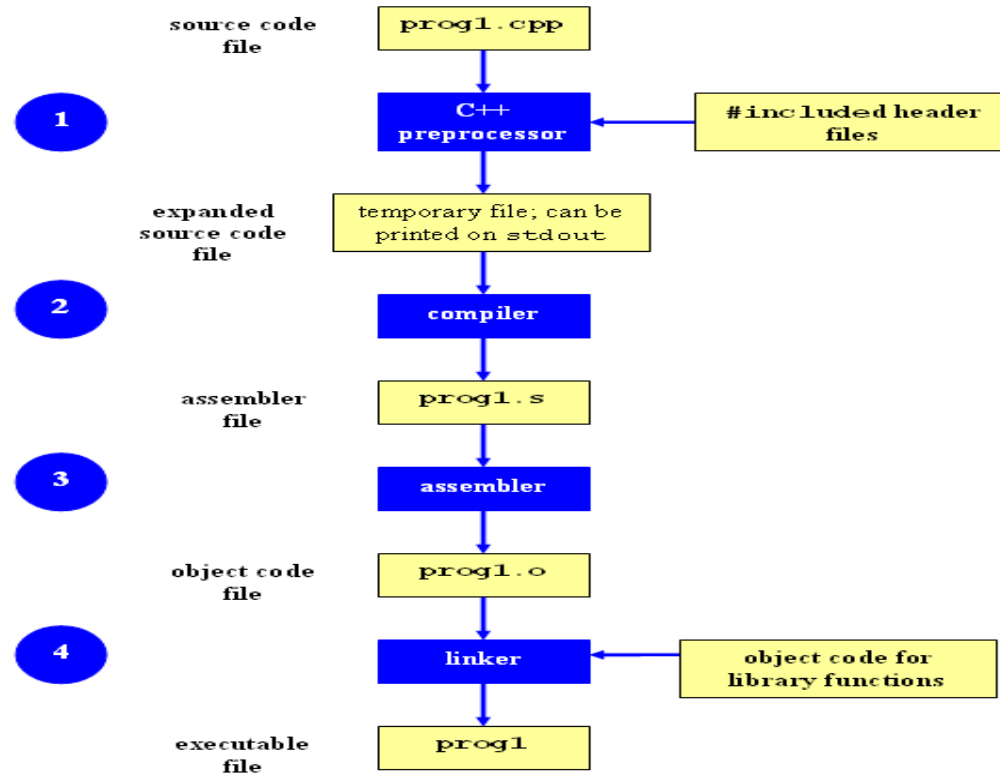 source code
file
prog1.cpp
1
C++
preprocessor
#included header
files
expanded
source code
file
temporary file; can be
printed on stdout
2
compiler
assembler
file
prog1.s
3
assembler
object code
file
prog1.o
4
linker
object code for
library functions
executable
file
prog1